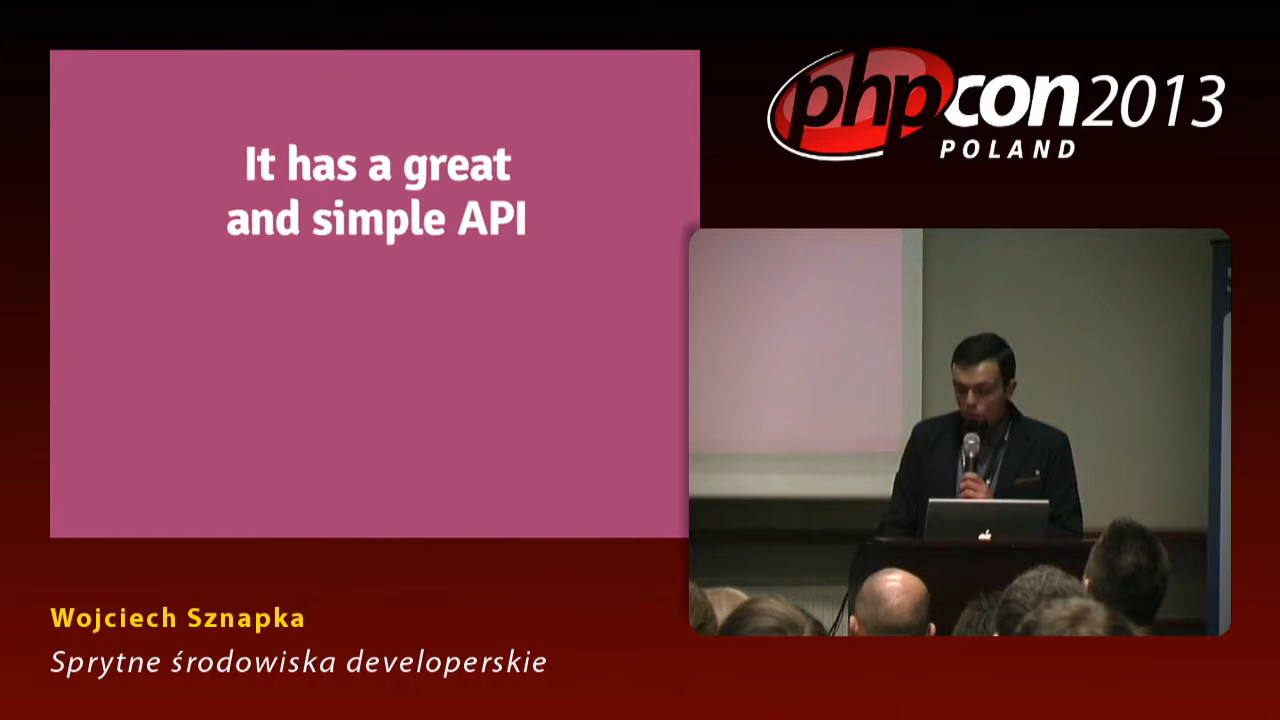 It has a great
and simple API
phpcon2013
POLAND
Wojciech Sznapka
Sprytne środowiska developerskie